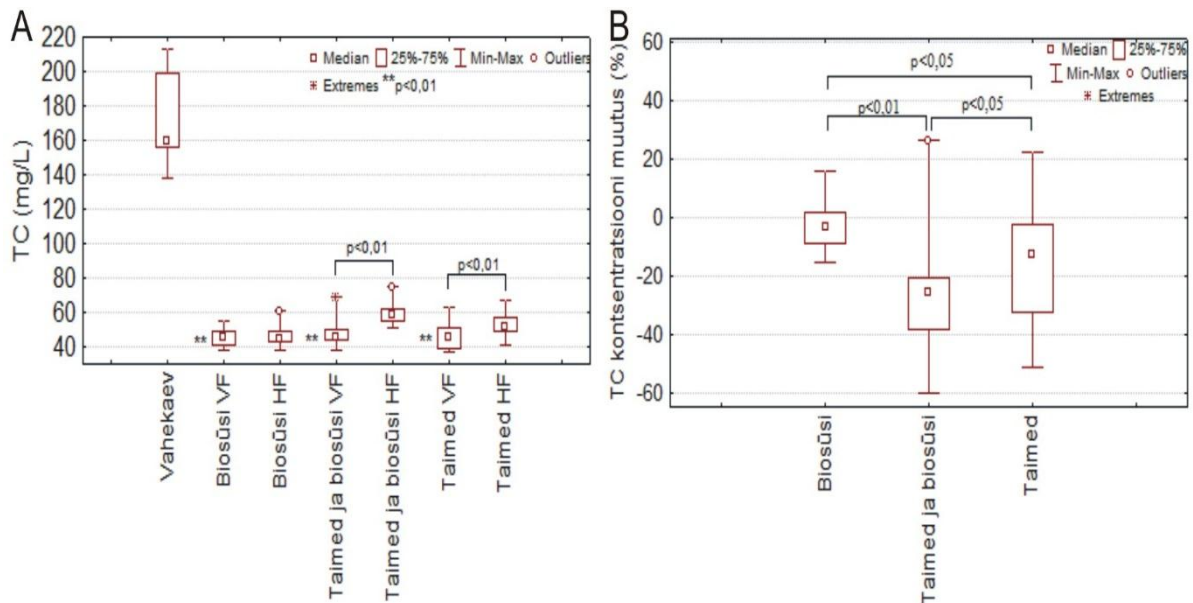 A
TC (mg/L)
220
200
180
160
140
120
100
80
60
40
Median 25%-75% Min-Max Outliers
Extremes **p<0,01
p<0,01
p<0,01
**
**
**
Vahekaev
Biosüsi VF
Biosüsi HF
Taimed ja biosüsi VF
Taimed ja biosüsi HF
Taimed VF
Taimed HF
B
TC kontsentratsiooni muutus (%)
60
40
20
0
-20
-40
-60
Median 25%-75%
Min-Max Outliers
Extremes
p<0,05
p<0,01
p<0,05
Biosüsi
Taimed ja biosüsi
Taimed